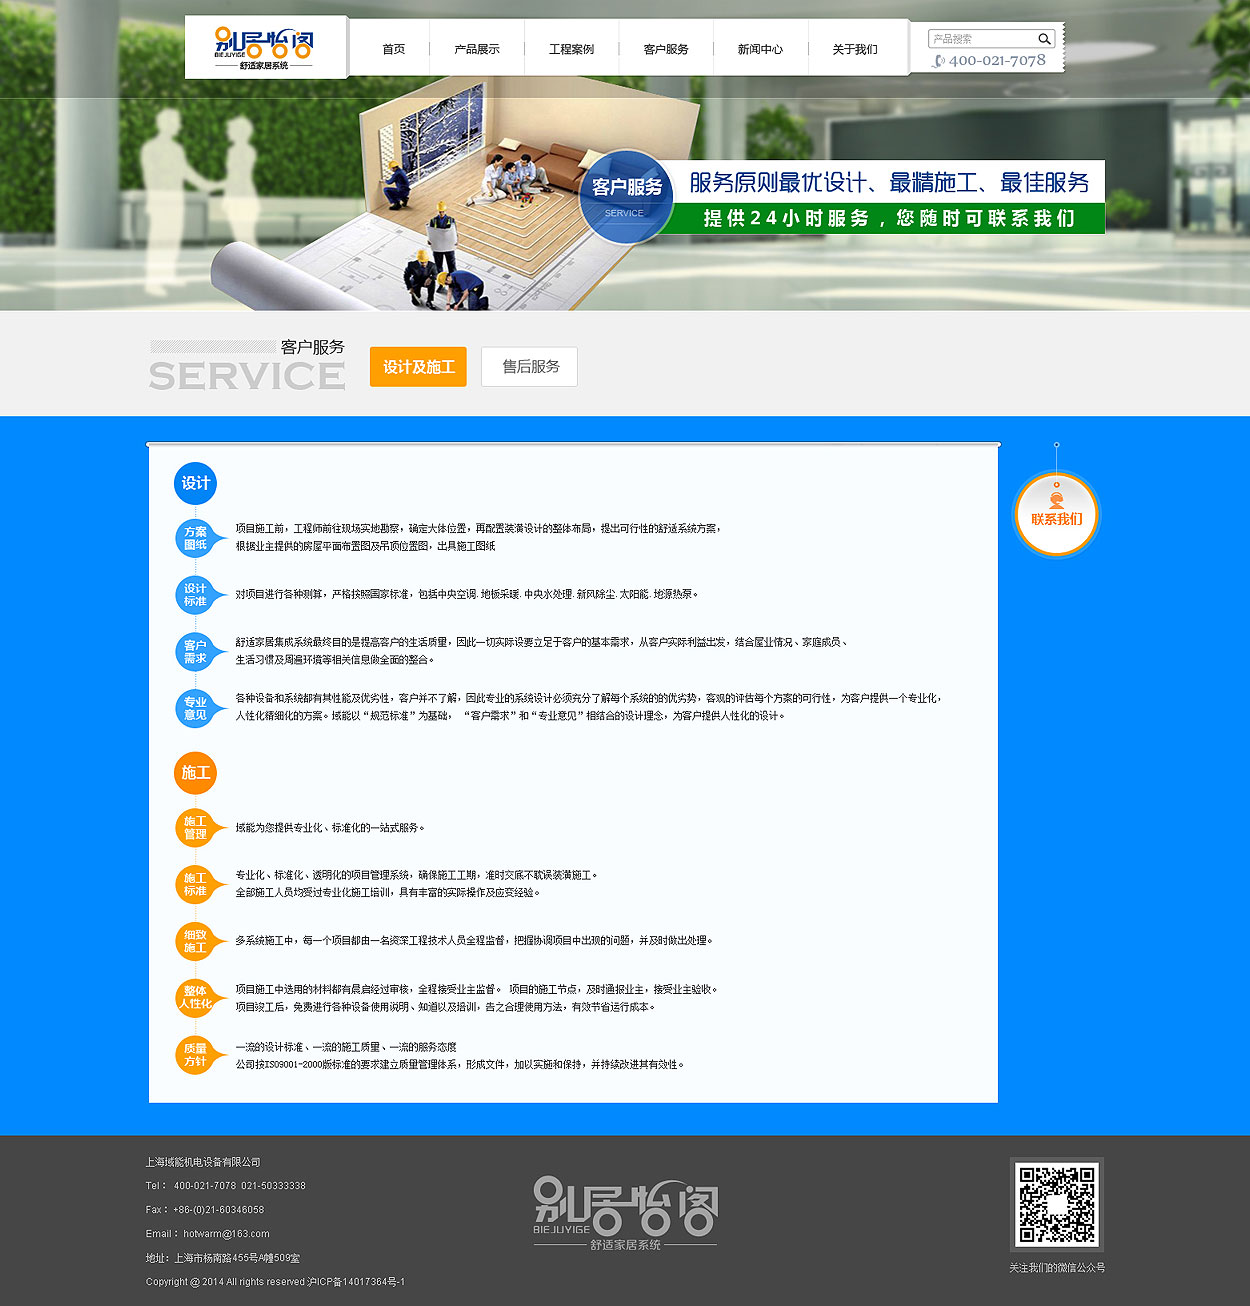 别居怡阁
BIEJUYIGE
舒适家居系统
首页
产品展示
工程案例
客户服务
新闻中心
关于我们
产品搜索
400-021-7078
客户服务
SERVICE
服务原则最优设计、最精施工、最佳服务
提供24小时服务，您随时可联系我们
客户服务
SERVICE
设计及施工
售后服务
设计
方案
图纸
项目施工前，工程师前往现场实地勘察，确定大体位置，再配置装潢设计的整体布局，提出可行性的舒适系统方案，
根据业主提供的房屋平面布置图及吊顶位置图，出具施工图纸
设计
标准
对项目进行各种测算，严格按照国家标准，包括中央空调.地板采暖.中央水处理.新风除尘.太阳能.地源热泵。
客户
需求
舒适家居集成系统最终目的是提高客户的生活质量，因此一切实际设要立足于客户的基本需求，从客户实际利益出发，结合屋业情况、家庭成员、
生活习惯及周遍环境等相关信息做全面的整合。
专业
意见
各种设备和系统都有其性能及优劣性，客户并不了解，因此专业的系统设计必须充分了解每个系统的的优劣势，客观的评估每个方案的可行性，为客户提供一个专业化，
人性化精细化的方案。域能以“规范标准”为基础， “客户需求”和“专业意见”相结合的设计理念，为客户提供人性化的设计。
施工
施工
管理
域能为您提供专业化、标准化的一站式服务。
施工
标准
专业化、标准化、透明化的项目管理系统，确保施工工期，准时交底不耽误装潢施工。
全部施工人员均受过专业化施工培训，具有丰富的实际操作及应变经验。
细致
施工
多系统施工中，每一个项目都由一名资深工程技术人员全程监督，把握协调项目中出现的问题，并及时做出处理。
整体
人性化
项目施工中选用的材料都有晨启经过审核，全程接受业主监督。 项目的施工节点，及时通报业主，接受业主验收。
项目竣工后，免费进行各种设备使用说明、知道以及培训，告之合理使用方法，有效节省运行成本。
质量
方针
一流的设计标准、一流的施工质量、一流的服务态度
公司按ISO9001-2000版标准的要求建立质量管理体系，形成文件，加以实施和保持，并持续改进其有效性。
联系我们
上海域能机电设备有限公司
Tel： 400-021-7078 021-50333338
Fax：+86-(0)21-60346058
Email：hotwarm@163.com
地址：上海市杨南路455号A幢509室
Copyright @ 2014 All rights reserved 沪ICP备14017364号-1
别居怡阁
BIEJUYIGE
舒适家居系统
关注我们的微信公众号